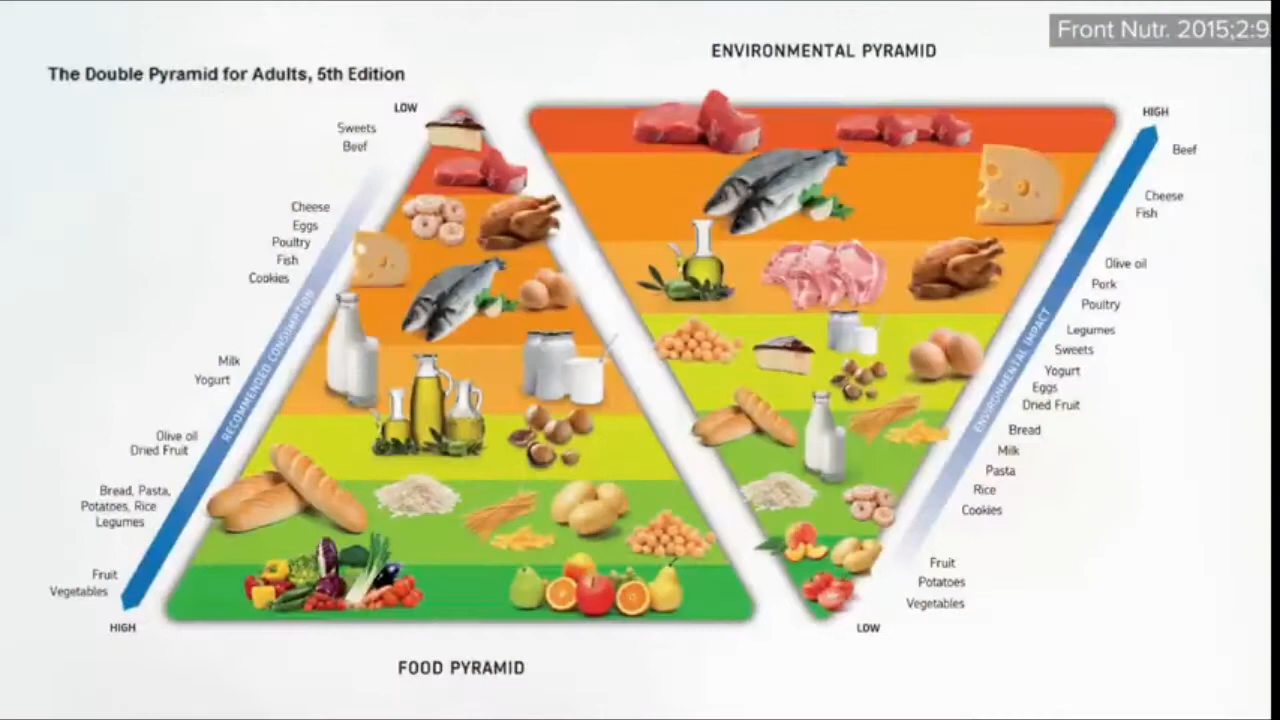 Front Nutr. 2015;2:9
ENVIRONMENTAL PYRAMID
The Double Pyramid for Adults, 5th Edition
LOW
Sweets
Beef
Cheese
Eggs
Poultry
Fish
Cookies
Milk
Yogurt
Olive oil
Dried Fruit
Bread, Pasta,
Potatoes, Rice
Legumes
Fruit
Vegetables
HIGH
RECOMMENDED CONSUMPTION
FOOD PYRAMID
HIGH
Beef
Cheese
Fish
Olive oil
Pork
Poultry
Legumes
Sweets
Yogurt
Eggs
Dried Fruit
Bread
Milk
Pasta
Rice
Cookies
Fruit
Potatoes
Vegetables
LOW
ENVIRONMENTAL IMPACT